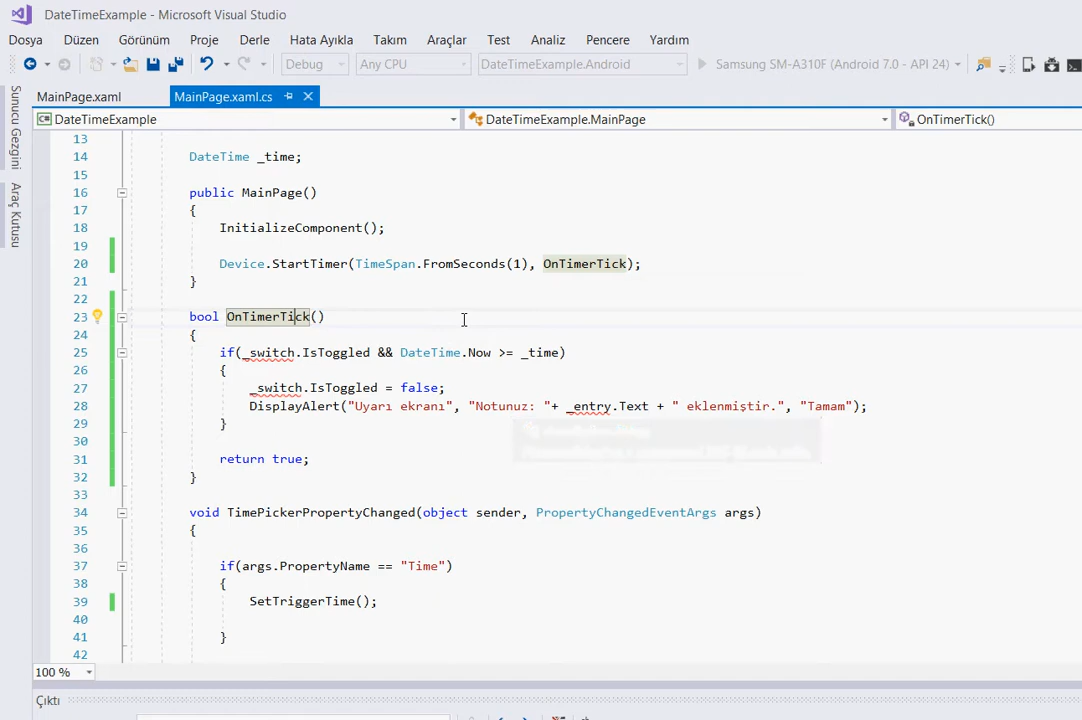 DateTimeExample - Microsoft Visual Studio
Dosya Düzen Görünüm Proje Derle Hata Ayıkla Takım Araçlar Test Analiz Pencere Yardım
Debug Any CPU DateTimeExample.Android Samsung SM-A310F (Android 7.0 - API 24)
Sunucu Gezgini
Araç Kutusu
MainPage.xaml MainPage.xaml.cs
DateTimeExample DateTimeExample.MainPage OnTimerTick()
13
14 DateTime _time;
15
16 public MainPage()
17 {
18 InitializeComponent();
19
20 Device.StartTimer(TimeSpan.FromSeconds(1), OnTimerTick);
21 }
22
23 bool OnTimerTick()
24 {
25 if(_switch.IsToggled && DateTime.Now >= _time)
26 {
27 _switch.IsToggled = false;
28 DisplayAlert("Uyarı ekranı", "Notunuz: "+ _entry.Text + " eklenmiştir.", "Tamam");
29 }
30
31 return true;
32 }
33
34 void TimePickerPropertyChanged(object sender, PropertyChangedEventArgs args)
35 {
36
37 if(args.PropertyName == "Time")
38 {
39 SetTriggerTime();
40
41 }
42
100 %
Çıktı